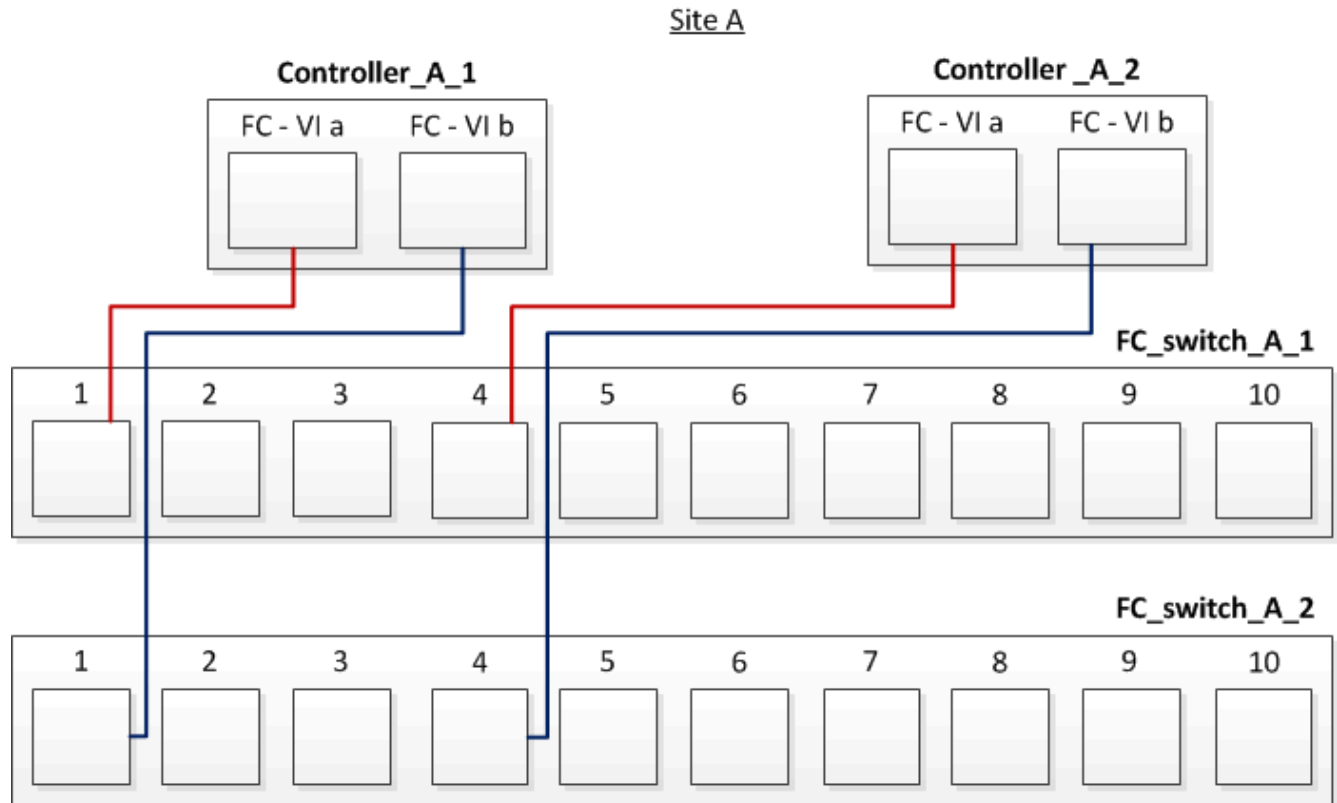 Site A
Controller_A_1
Controller _A_2
FC - VI a FC - VI b
FC - VI a FC - VI b
FC_switch_A_1
1 2 3 4 5 6 7 8 9 10
FC_switch_A_2
1 2 3 4 5 6 7 8 9 10